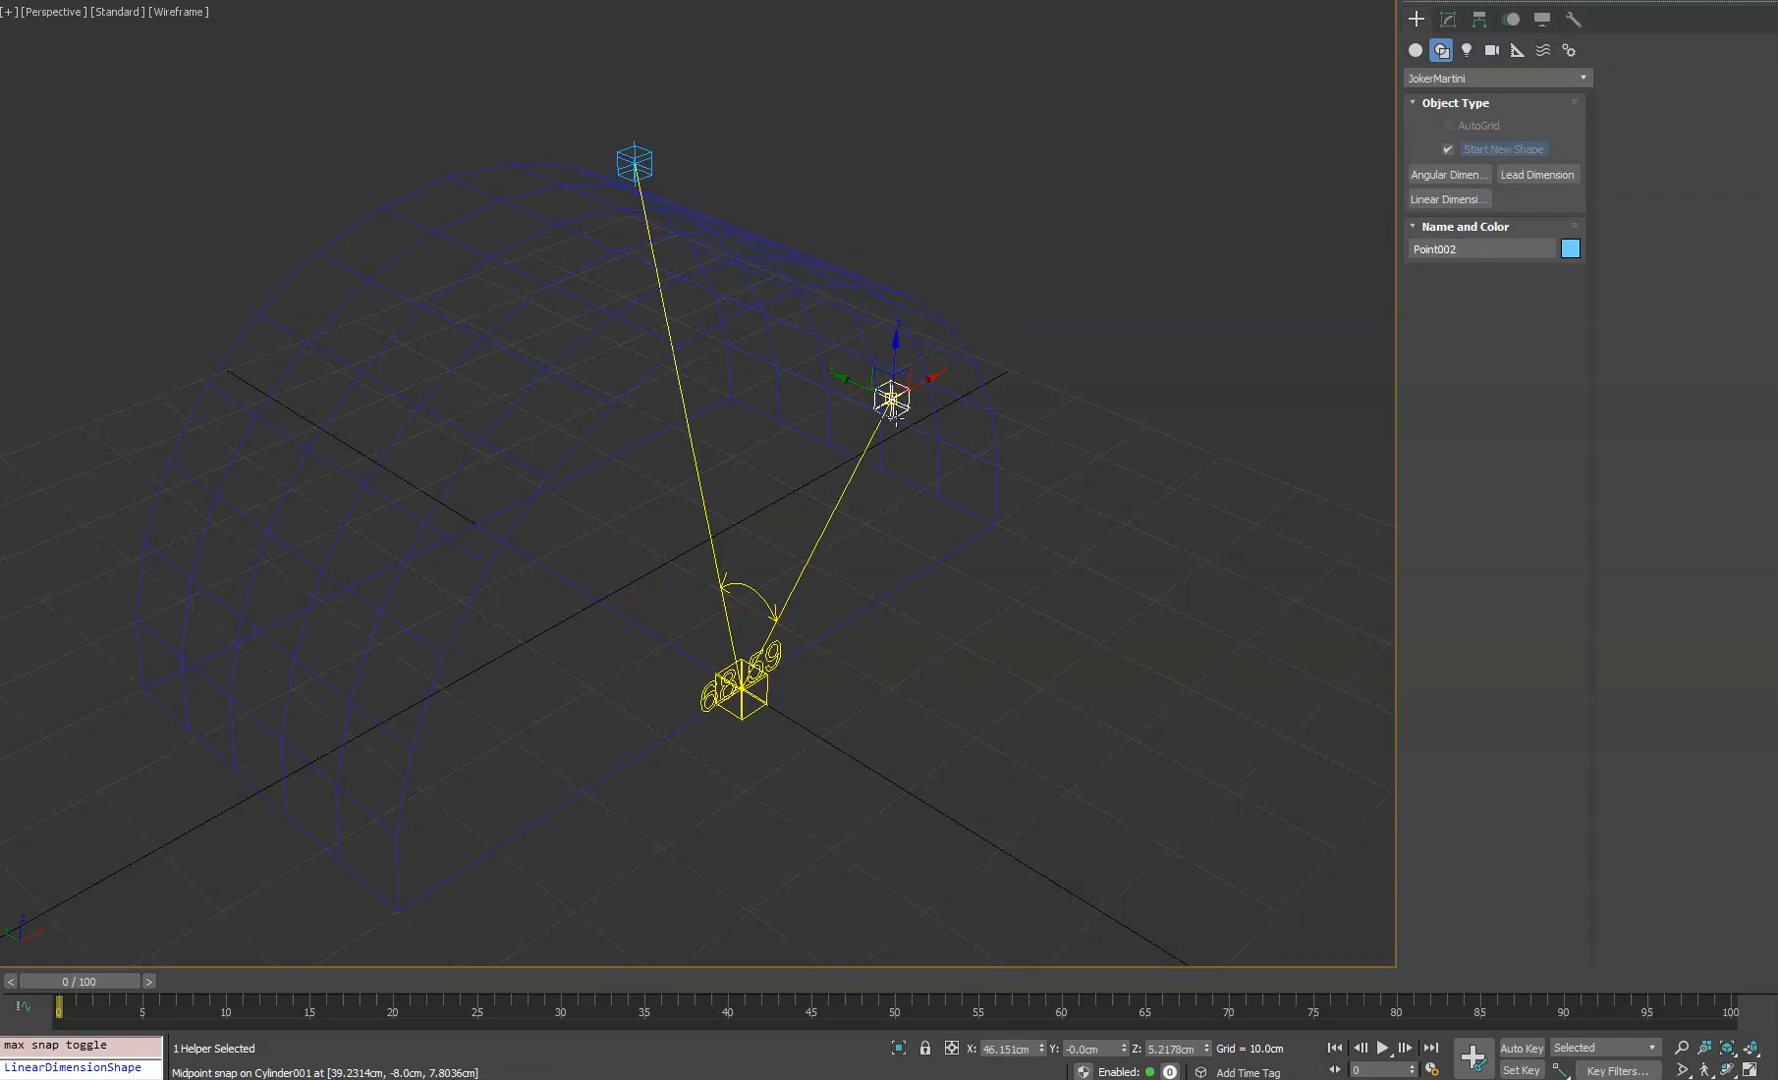 [+] [Perspective ] [Standard ] [Wireframe ]
JokerMartini
Object Type
AutoGrid
Start New Shape
Angular Dimen... Lead Dimension
Linear Dimensi...
Name and Color
Point002
z
y
x
68.59
z
< 0 / 100 >
0 5 10 15 20 25 30 35 40 45 50 55 60 65 70 75 80 85 90 95 100
max snap toggle
LinearDimensionShape
1 Helper Selected
Midpoint snap on Cylinder001 at [39.2314cm, -8.0cm, 7.8036cm]
X: 46.151cm Y: -0.0cm Z: 5.2178cm Grid = 10.0cm
Enabled: 0 Add Time Tag
Auto Key Selected
Set Key Key Filters...
0